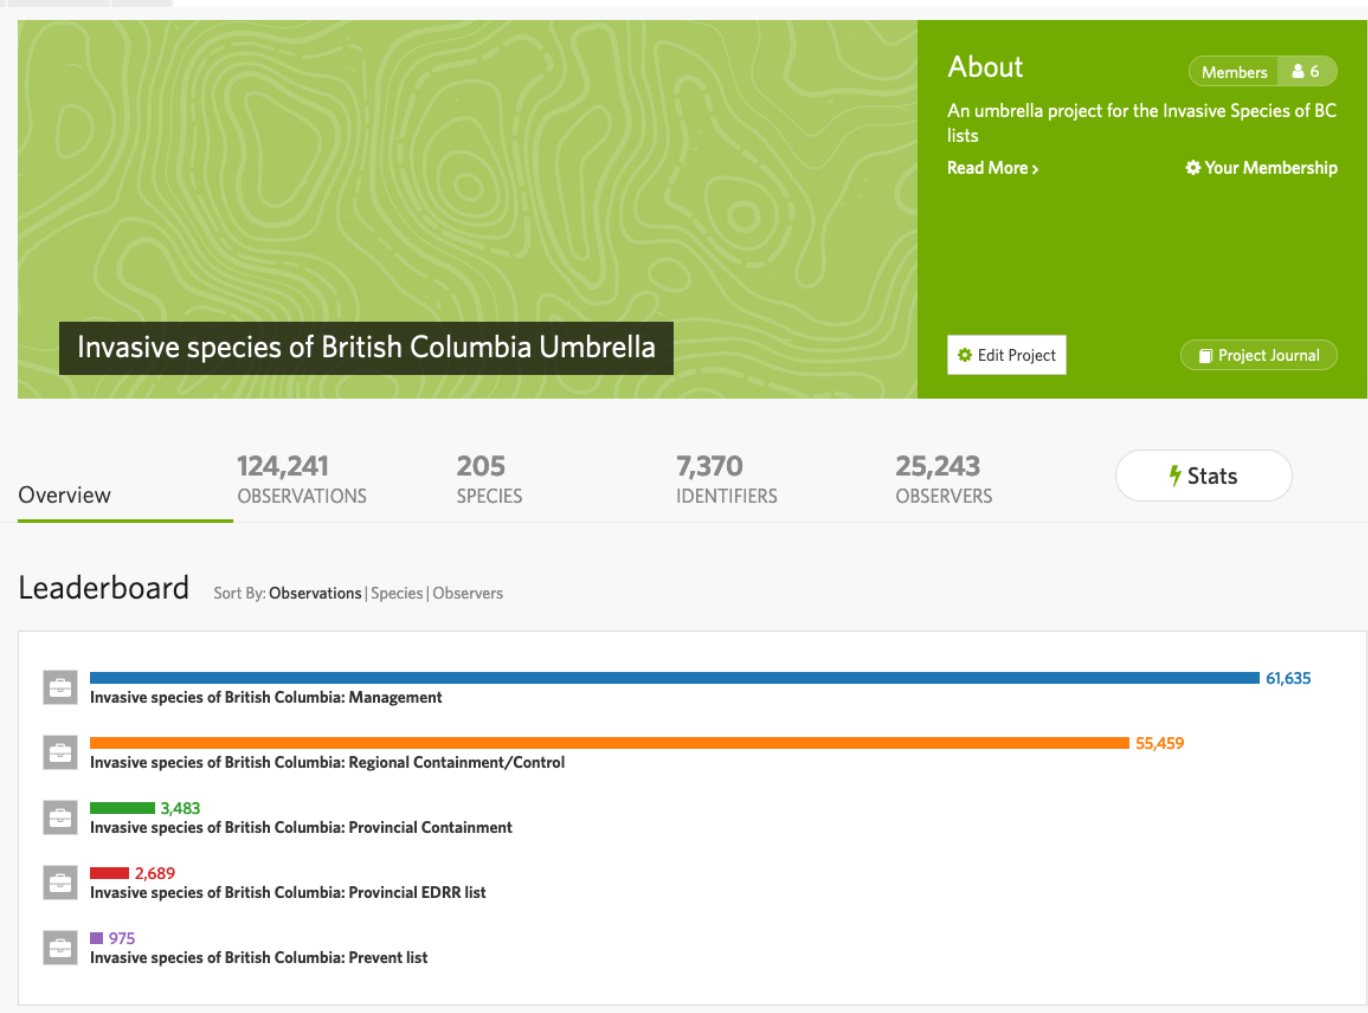 About
Members 6
An umbrella project for the Invasive Species of BC
lists
Read More ›
Your Membership
Invasive species of British Columbia Umbrella
Edit Project
Project Journal
Overview
124,241
OBSERVATIONS
205
SPECIES
7,370
IDENTIFIERS
25,243
OBSERVERS
Stats
Leaderboard
Sort By: Observations | Species | Observers
61,635
Invasive species of British Columbia: Management
55,459
Invasive species of British Columbia: Regional Containment/Control
3,483
Invasive species of British Columbia: Provincial Containment
2,689
Invasive species of British Columbia: Provincial EDRR list
975
Invasive species of British Columbia: Prevent list